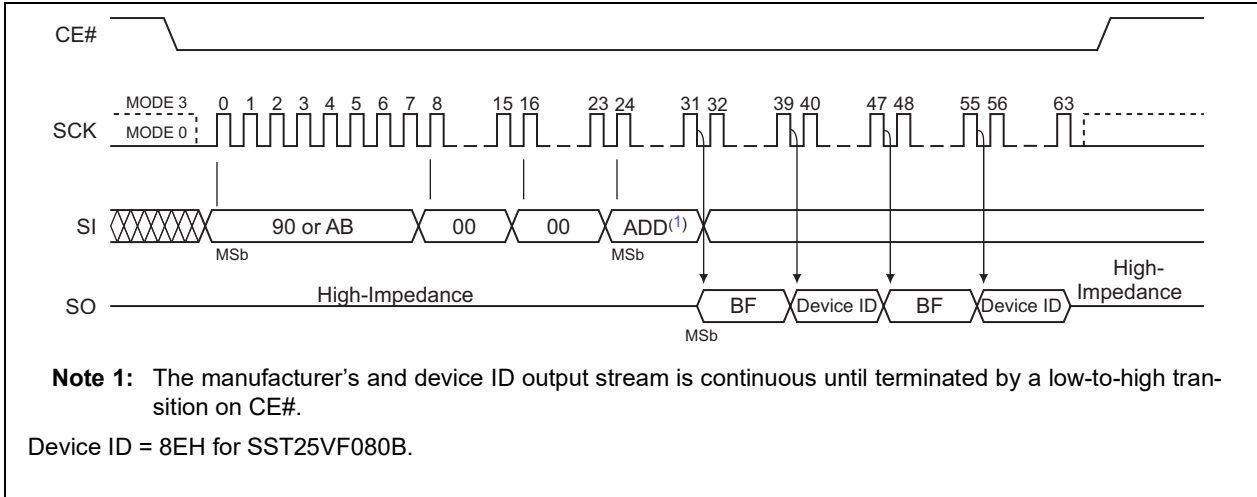 CE#
MODE 3 0 1 2 3 4 5 6 7 8 15 16 23 24 31 32 39 40 47 48 55 56 63
SCK MODE 0
SI 90 or AB 00 00 ADD(1)
MSb MSb
High-
Impedance
SO High-Impedance BF Device ID BF Device ID
MSb
Note 1: The manufacturer’s and device ID output stream is continuous until terminated by a low-to-high tran-
sition on CE#.
Device ID = 8EH for SST25VF080B.